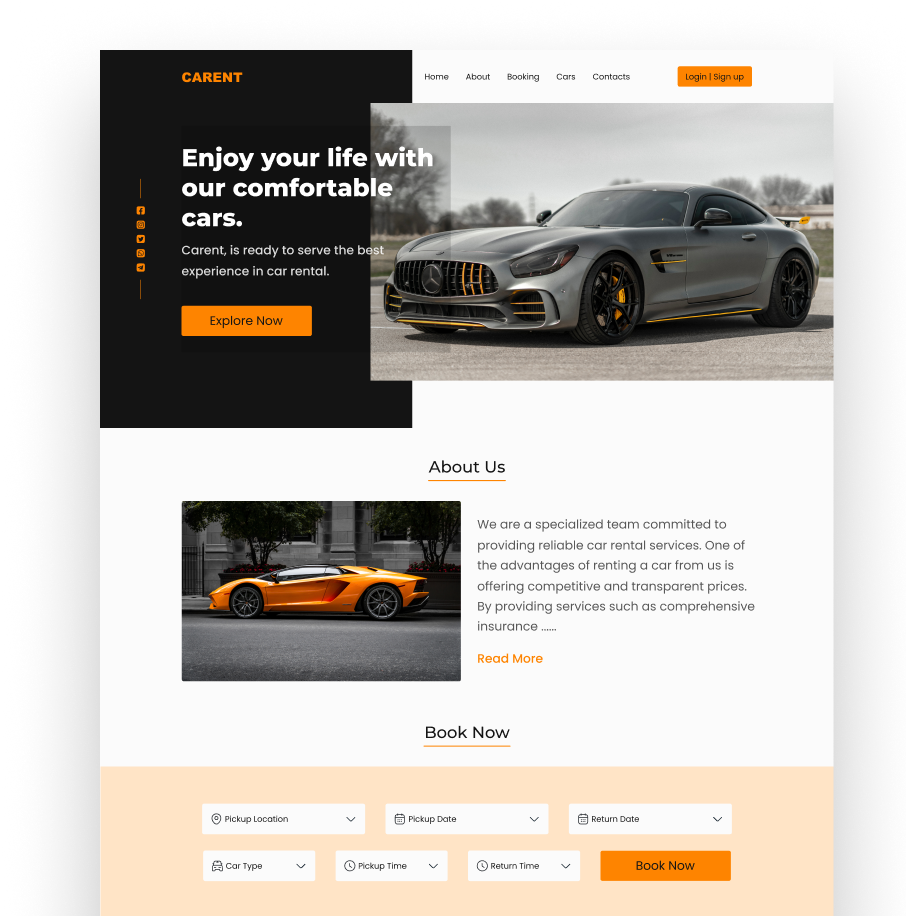 CARENT
Home
About
Booking
Cars
Contacts
Login | Sign up
Enjoy your life with
our comfortable
cars.
Carent, is ready to serve the best
experience in car rental.
Explore Now
About Us
We are a specialized team committed to
providing reliable car rental services. One of
the advantages of renting a car from us is
offering competitive and transparent prices.
By providing services such as comprehensive
insurance ......
Read More
Book Now
Pickup Location
Pickup Date
Return Date
Car Type
Pickup Time
Return Time
Book Now